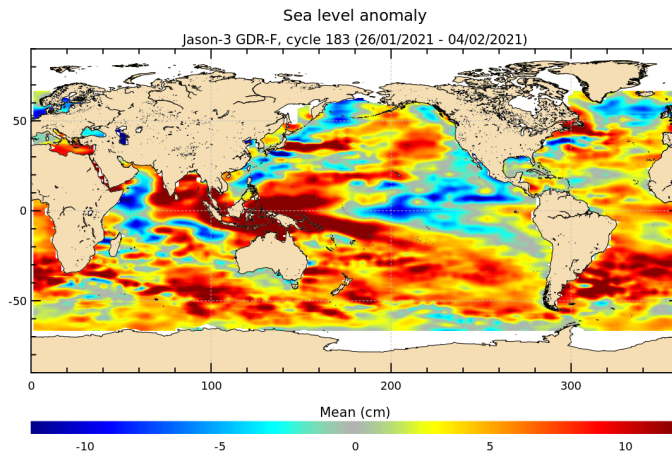 Sea level anomaly
Jason-3 GDR-F, cycle 183 (26/01/2021 - 04/02/2021)
50
0
-50
0 100 200 300
Mean (cm)
-10 -5 0 5 10